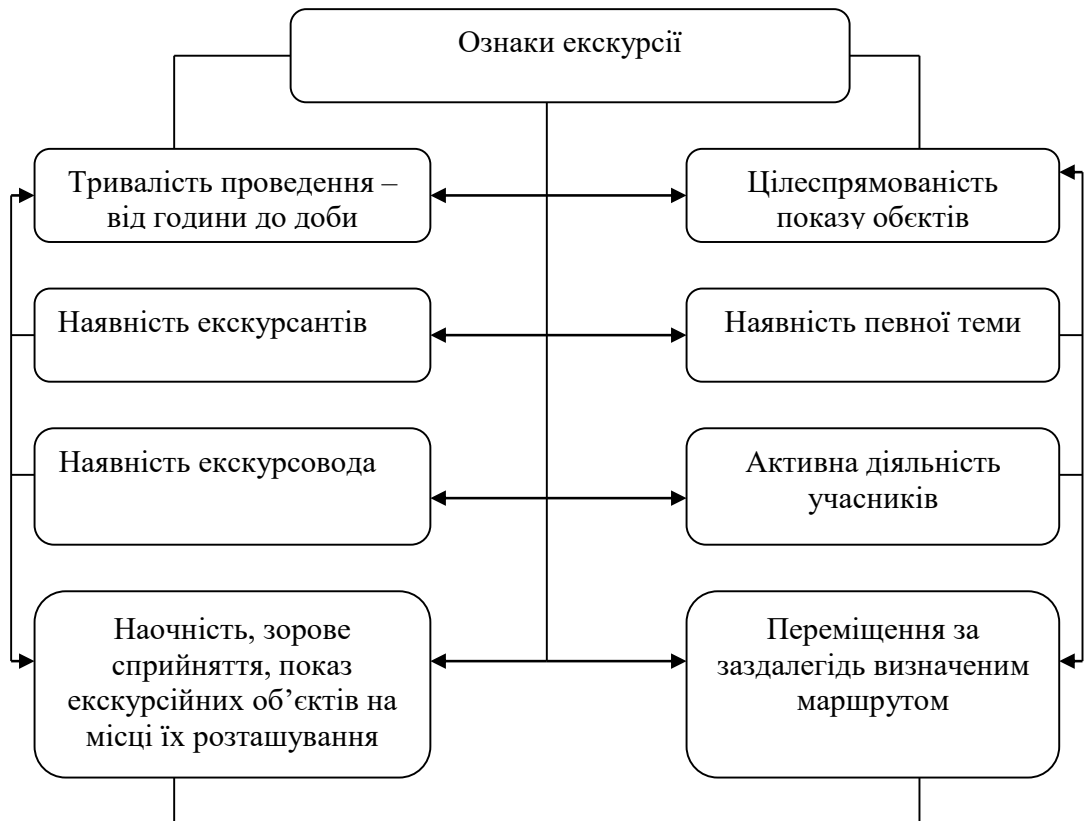 Ознаки екскурсії
Тривалість проведення –
від години до доби
Цілеспрямованість
показу обєктів
Наявність екскурсантів
Наявність певної теми
Наявність екскурсовода
Активна діяльність
учасників
Наочність, зорове
сприйняття, показ
екскурсійних об’єктів на
місці їх розташування
Переміщення за
заздалегідь визначеним
маршрутом